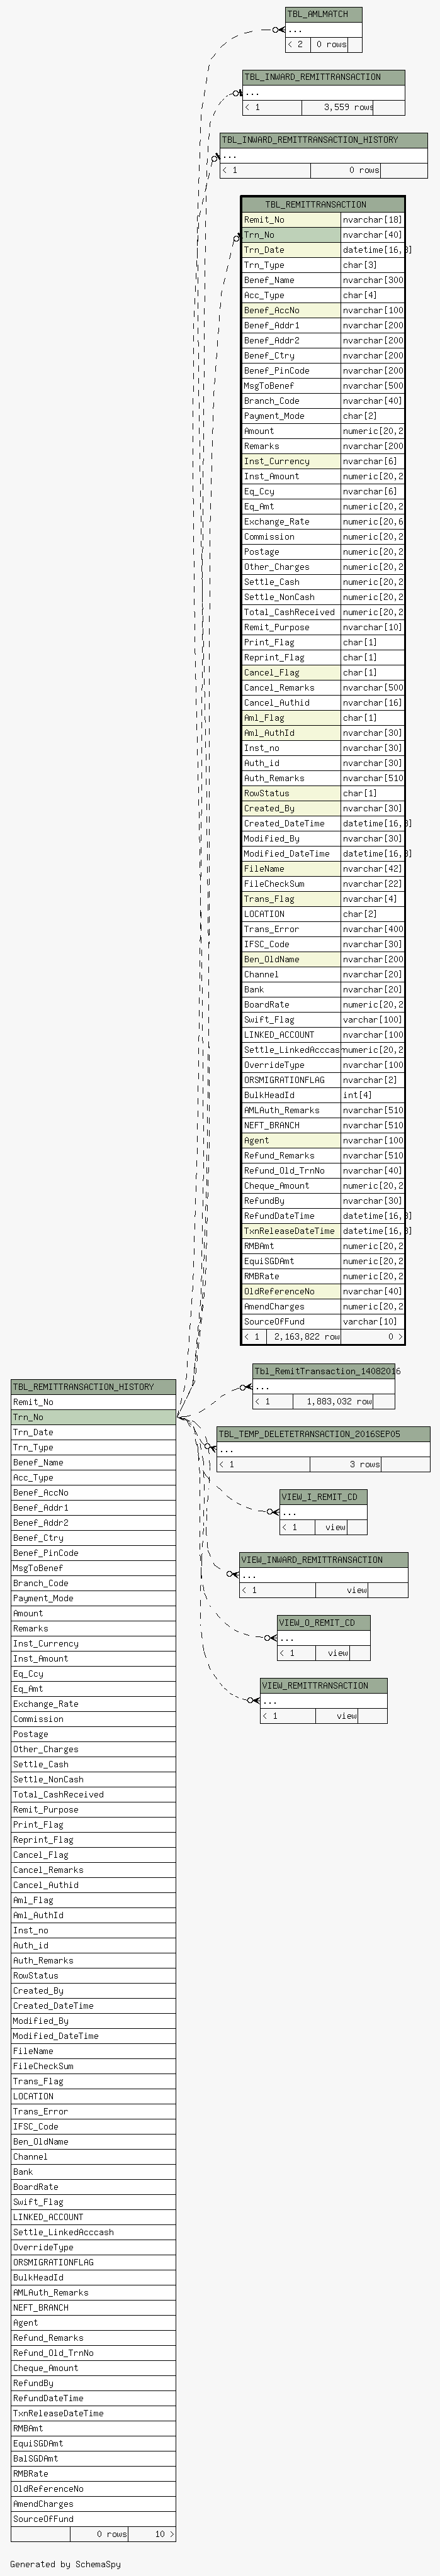 TBL_AMLMATCH
...
< 2 0 rows
TBL_INWARD_REMITTRANSACTION
...
< 1 3,559 rows
TBL_INWARD_REMITTRANSACTION_HISTORY
...
< 1 0 rows
TBL_REMITTRANSACTION
Remit_No nvarchar[18]
Trn_No nvarchar[40]
Trn_Date datetime[16,3]
Trn_Type char[3]
Benef_Name nvarchar[300
Acc_Type char[4]
Benef_AccNo nvarchar[100
Benef_Addr1 nvarchar[200
Benef_Addr2 nvarchar[200
Benef_Ctry nvarchar[200
Benef_PinCode nvarchar[200
MsgToBenef nvarchar[500
Branch_Code nvarchar[40]
Payment_Mode char[2]
Amount numeric[20,2
Remarks nvarchar[200
Inst_Currency nvarchar[6]
Inst_Amount numeric[20,2
Eq_Ccy nvarchar[6]
Eq_Amt numeric[20,2
Exchange_Rate numeric[20,6
Commission numeric[20,2
Postage numeric[20,2
Other_Charges numeric[20,2
Settle_Cash numeric[20,2
Settle_NonCash numeric[20,2
Total_CashReceived numeric[20,2
Remit_Purpose nvarchar[10]
Print_Flag char[1]
Reprint_Flag char[1]
Cancel_Flag char[1]
Cancel_Remarks nvarchar[500
Cancel_Authid nvarchar[16]
Aml_Flag char[1]
Aml_AuthId nvarchar[30]
Inst_no nvarchar[30]
Auth_id nvarchar[30]
Auth_Remarks nvarchar[510
RowStatus char[1]
Created_By nvarchar[30]
Created_DateTime datetime[16,3]
Modified_By nvarchar[30]
Modified_DateTime datetime[16,3]
FileName nvarchar[42]
FileCheckSum nvarchar[22]
Trans_Flag nvarchar[4]
LOCATION char[2]
Trans_Error nvarchar[400
IFSC_Code nvarchar[30]
Ben_OldName nvarchar[200
Channel nvarchar[20]
Bank nvarchar[20]
BoardRate numeric[20,2
Swift_Flag varchar[100]
LINKED_ACCOUNT nvarchar[100
Settle_LinkedAcccas numeric[20,2
OverrideType nvarchar[100
ORSMIGRATIONFLAG nvarchar[2]
BulkHeadId int[4]
AMLAuth_Remarks nvarchar[510
NEFT_BRANCH nvarchar[510
Agent nvarchar[100
Refund_Remarks nvarchar[510
Refund_Old_TrnNo nvarchar[40]
Cheque_Amount numeric[20,2
RefundBy nvarchar[30]
RefundDateTime datetime[16,3]
TxnReleaseDateTime datetime[16,3]
RMBAmt numeric[20,2
EquiSGDAmt numeric[20,2
RMBRate numeric[20,2
OldReferenceNo nvarchar[40]
AmendCharges numeric[20,2
SourceOfFund varchar[10]
< 1 2,163,822 row 0 >
Tbl_RemitTransaction_14082016
...
< 1 1,883,032 row
TBL_TEMP_DELETETRANSACTION_2016SEP05
...
< 1 3 rows
VIEW_I_REMIT_CD
...
< 1 view
VIEW_INWARD_REMITTRANSACTION
...
< 1 view
VIEW_O_REMIT_CD
...
< 1 view
VIEW_REMITTRANSACTION
...
< 1 view
TBL_REMITTRANSACTION_HISTORY
Remit_No
Trn_No
Trn_Date
Trn_Type
Benef_Name
Acc_Type
Benef_AccNo
Benef_Addr1
Benef_Addr2
Benef_Ctry
Benef_PinCode
MsgToBenef
Branch_Code
Payment_Mode
Amount
Remarks
Inst_Currency
Inst_Amount
Eq_Ccy
Eq_Amt
Exchange_Rate
Commission
Postage
Other_Charges
Settle_Cash
Settle_NonCash
Total_CashReceived
Remit_Purpose
Print_Flag
Reprint_Flag
Cancel_Flag
Cancel_Remarks
Cancel_Authid
Aml_Flag
Aml_AuthId
Inst_no
Auth_id
Auth_Remarks
RowStatus
Created_By
Created_DateTime
Modified_By
Modified_DateTime
FileName
FileCheckSum
Trans_Flag
LOCATION
Trans_Error
IFSC_Code
Ben_OldName
Channel
Bank
BoardRate
Swift_Flag
LINKED_ACCOUNT
Settle_LinkedAcccash
OverrideType
ORSMIGRATIONFLAG
BulkHeadId
AMLAuth_Remarks
NEFT_BRANCH
Agent
Refund_Remarks
Refund_Old_TrnNo
Cheque_Amount
RefundBy
RefundDateTime
TxnReleaseDateTime
RMBAmt
EquiSGDAmt
BalSGDAmt
RMBRate
OldReferenceNo
AmendCharges
SourceOfFund
0 rows 10 >
Generated by SchemaSpy